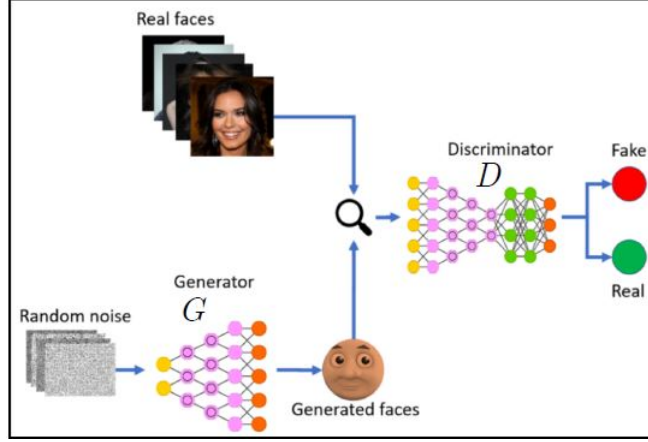 Real faces
Discriminator
D
Fake
Real
Generator
G
Random noise
Generated faces